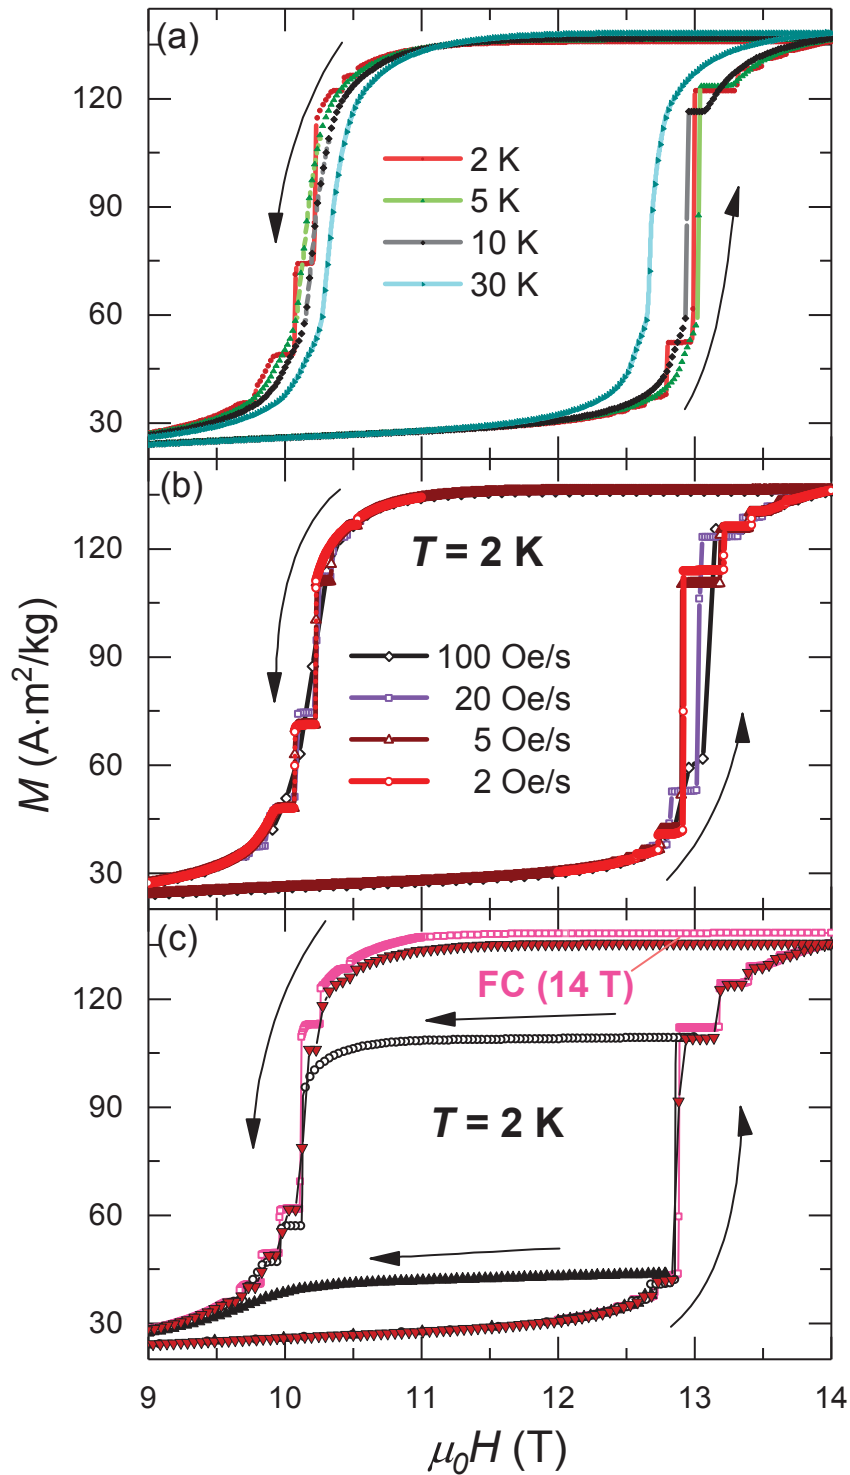 (a)
120
90
60
30
2 K
5 K
10 K
30 K
(b)
T = 2 K
120
90
60
30
100 Oe/s
20 Oe/s
5 Oe/s
2 Oe/s
M (A·m²/kg)
(c)
FC (14 T)
T = 2 K
120
90
60
30
9 10 11 12 13 14
μ₀H (T)